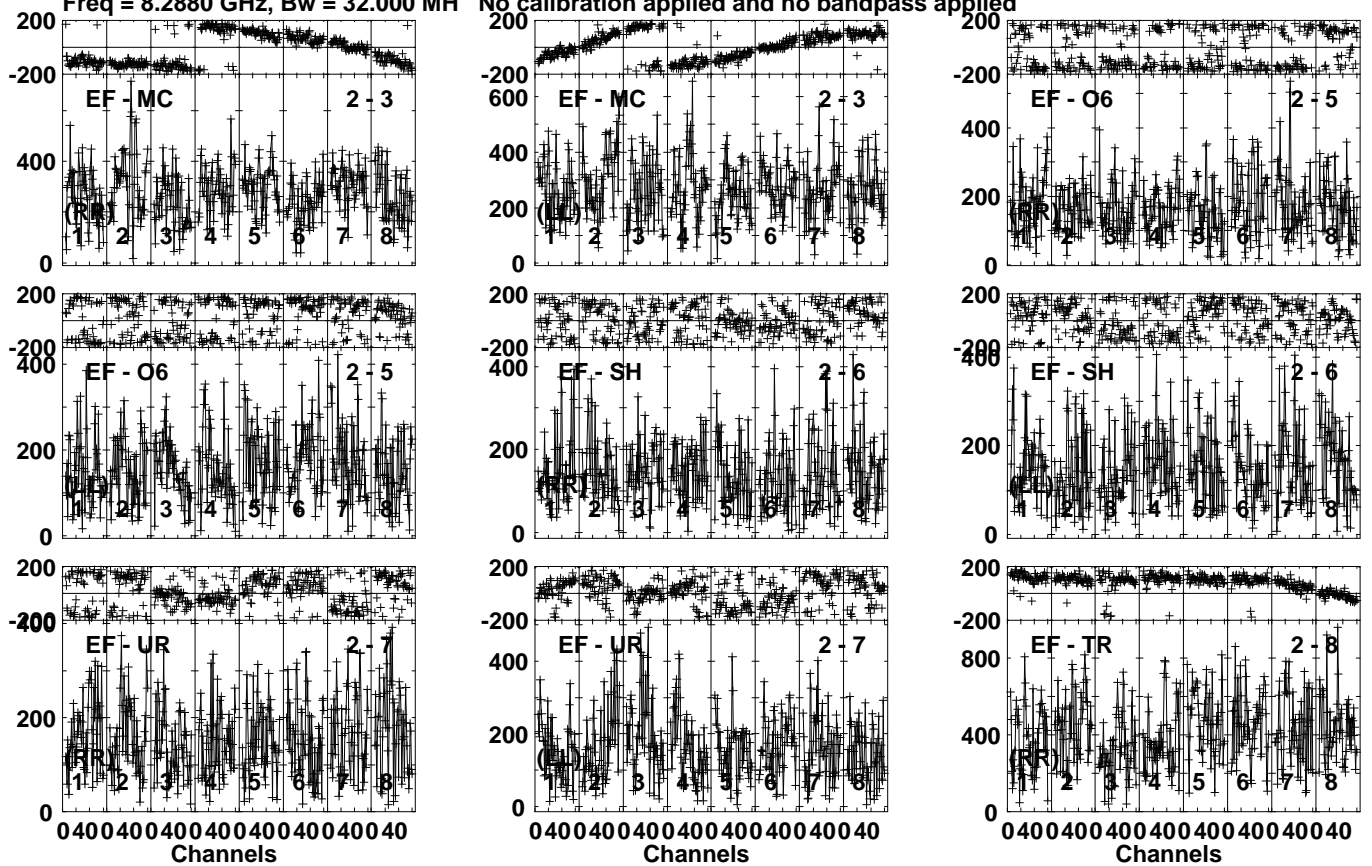 Freq = 8.2880 GHz, Bw = 32.000 MH No calibration applied and no bandpass applied
200 200 200
-200 -200 -200
EF - MC 2 - 3 EF - MC 2 - 3 EF - O6 2 - 5
600
400 400 400
200 200
(RR) (LL) (RR)
1 2 3 4 5 6 7 8 1 2 3 4 5 6 7 8 1 2 3 4 5 6 7 8
0 0 0
200 200 200
-200 -200 -200
400 400 400
EF - O6 2 - 5 EF - SH 2 - 6 EF - SH 2 - 6
200 200 200
(LL) (RR) (LL)
1 2 3 4 5 6 7 8 1 2 3 4 5 6 7 8 1 2 3 4 5 6 7 8
0 0 0
200 200 200
-200 -200 -200
400
EF - UR 2 - 7 EF - UR 2 - 7 EF - TR 2 - 8
400 800
200 200 400
(RR) (LL) (RR)
1 2 3 4 5 6 7 8 1 2 3 4 5 6 7 8 1 2 3 4 5 6 7 8
0 0 0
0 40 0 40 0 40 0 40 0 40 0 40 0 40 0 40 0 40 0 40 0 40 0 40 0 40 0 40 0 40 0 40 0 40 0 40 0 40 0 40 0 40 0 40 0 40 0 40
Channels Channels Channels